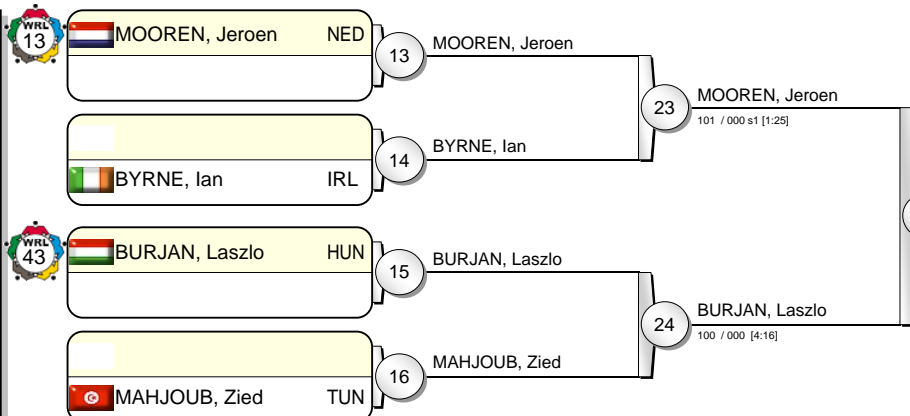 WRL
13
MOOREN, Jeroen NED
13
MOOREN, Jeroen
23
MOOREN, Jeroen
101 / 000 s1 [1:25]
14
BYRNE, Ian
BYRNE, Ian IRL
WRL
43
BURJAN, Laszlo HUN
15
BURJAN, Laszlo
24
BURJAN, Laszlo
100 / 000 [4:16]
16
MAHJOUB, Zied
MAHJOUB, Zied TUN